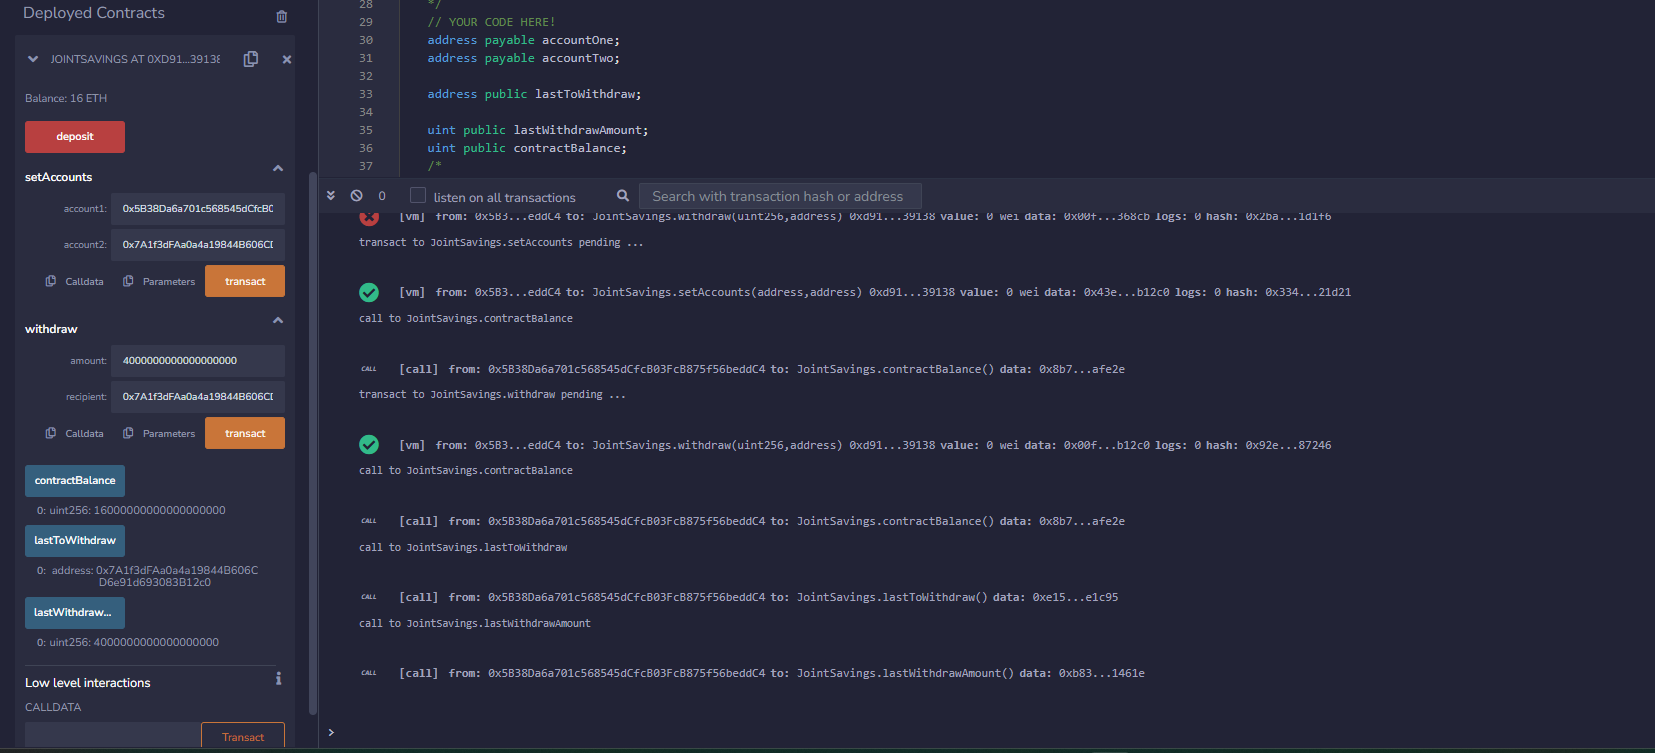 Deployed Contracts
JOINTSAVINGS AT 0XD91...39138
Balance: 16 ETH
deposit
setAccounts
account1: 0x5B38Da6a701c568545dCfcB0
account2: 0x7A1f3dFAa0a4a19844B606CD
Calldata Parameters transact
withdraw
amount: 4000000000000000000
recipient: 0x7A1f3dFAa0a4a19844B606CD
Calldata Parameters transact
contractBalance
0: uint256: 16000000000000000000
lastToWithdraw
0: address: 0x7A1f3dFAa0a4a19844B606C
D6e91d693083B12c0
lastWithdraw...
0: uint256: 4000000000000000000
Low level interactions
CALLDATA
Transact
28 */
29 // YOUR CODE HERE!
30 address payable accountOne;
31 address payable accountTwo;
32
33 address public lastToWithdraw;
34
35 uint public lastWithdrawAmount;
36 uint public contractBalance;
37 /*
0 listen on all transactions Search with transaction hash or address
[vm] from: 0x5B3...eddC4 to: JointSavings.withdraw(uint256,address) 0xd91...39138 value: 0 wei data: 0x00f...368cb logs: 0 hash: 0x2ba...1d1f6
transact to JointSavings.setAccounts pending ...
[vm] from: 0x5B3...eddC4 to: JointSavings.setAccounts(address,address) 0xd91...39138 value: 0 wei data: 0x43e...b12c0 logs: 0 hash: 0x334...21d21
call to JointSavings.contractBalance
CALL [call] from: 0x5B38Da6a701c568545dCfcB03FcB875f56beddC4 to: JointSavings.contractBalance() data: 0x8b7...afe2e
transact to JointSavings.withdraw pending ...
[vm] from: 0x5B3...eddC4 to: JointSavings.withdraw(uint256,address) 0xd91...39138 value: 0 wei data: 0x00f...b12c0 logs: 0 hash: 0x92e...87246
call to JointSavings.contractBalance
CALL [call] from: 0x5B38Da6a701c568545dCfcB03FcB875f56beddC4 to: JointSavings.contractBalance() data: 0x8b7...afe2e
call to JointSavings.lastToWithdraw
CALL [call] from: 0x5B38Da6a701c568545dCfcB03FcB875f56beddC4 to: JointSavings.lastToWithdraw() data: 0xe15...e1c95
call to JointSavings.lastWithdrawAmount
CALL [call] from: 0x5B38Da6a701c568545dCfcB03FcB875f56beddC4 to: JointSavings.lastWithdrawAmount() data: 0xb83...1461e
>